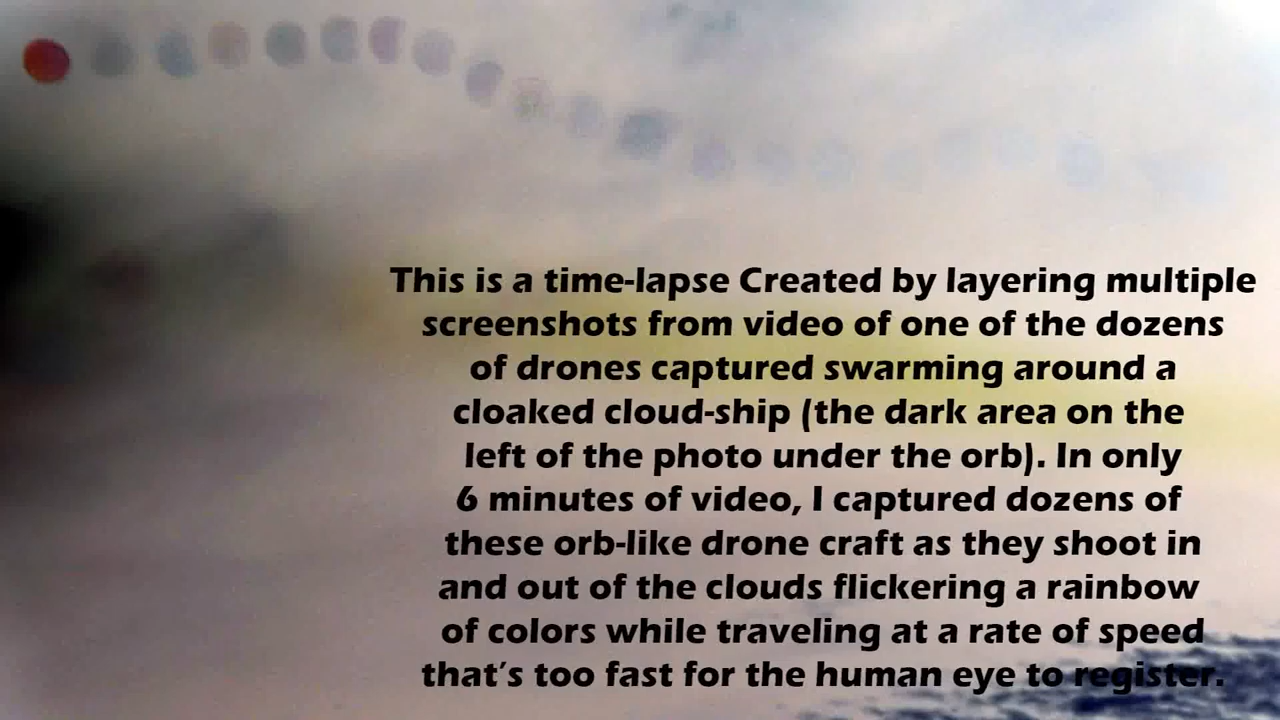 This is a time-lapse Created by layering multiple
screenshots from video of one of the dozens
of drones captured swarming around a
cloaked cloud-ship (the dark area on the
left of the photo under the orb). In only
6 minutes of video, I captured dozens of
these orb-like drone craft as they shoot in
and out of the clouds flickering a rainbow
of colors while traveling at a rate of speed
that's too fast for the human eye to register.